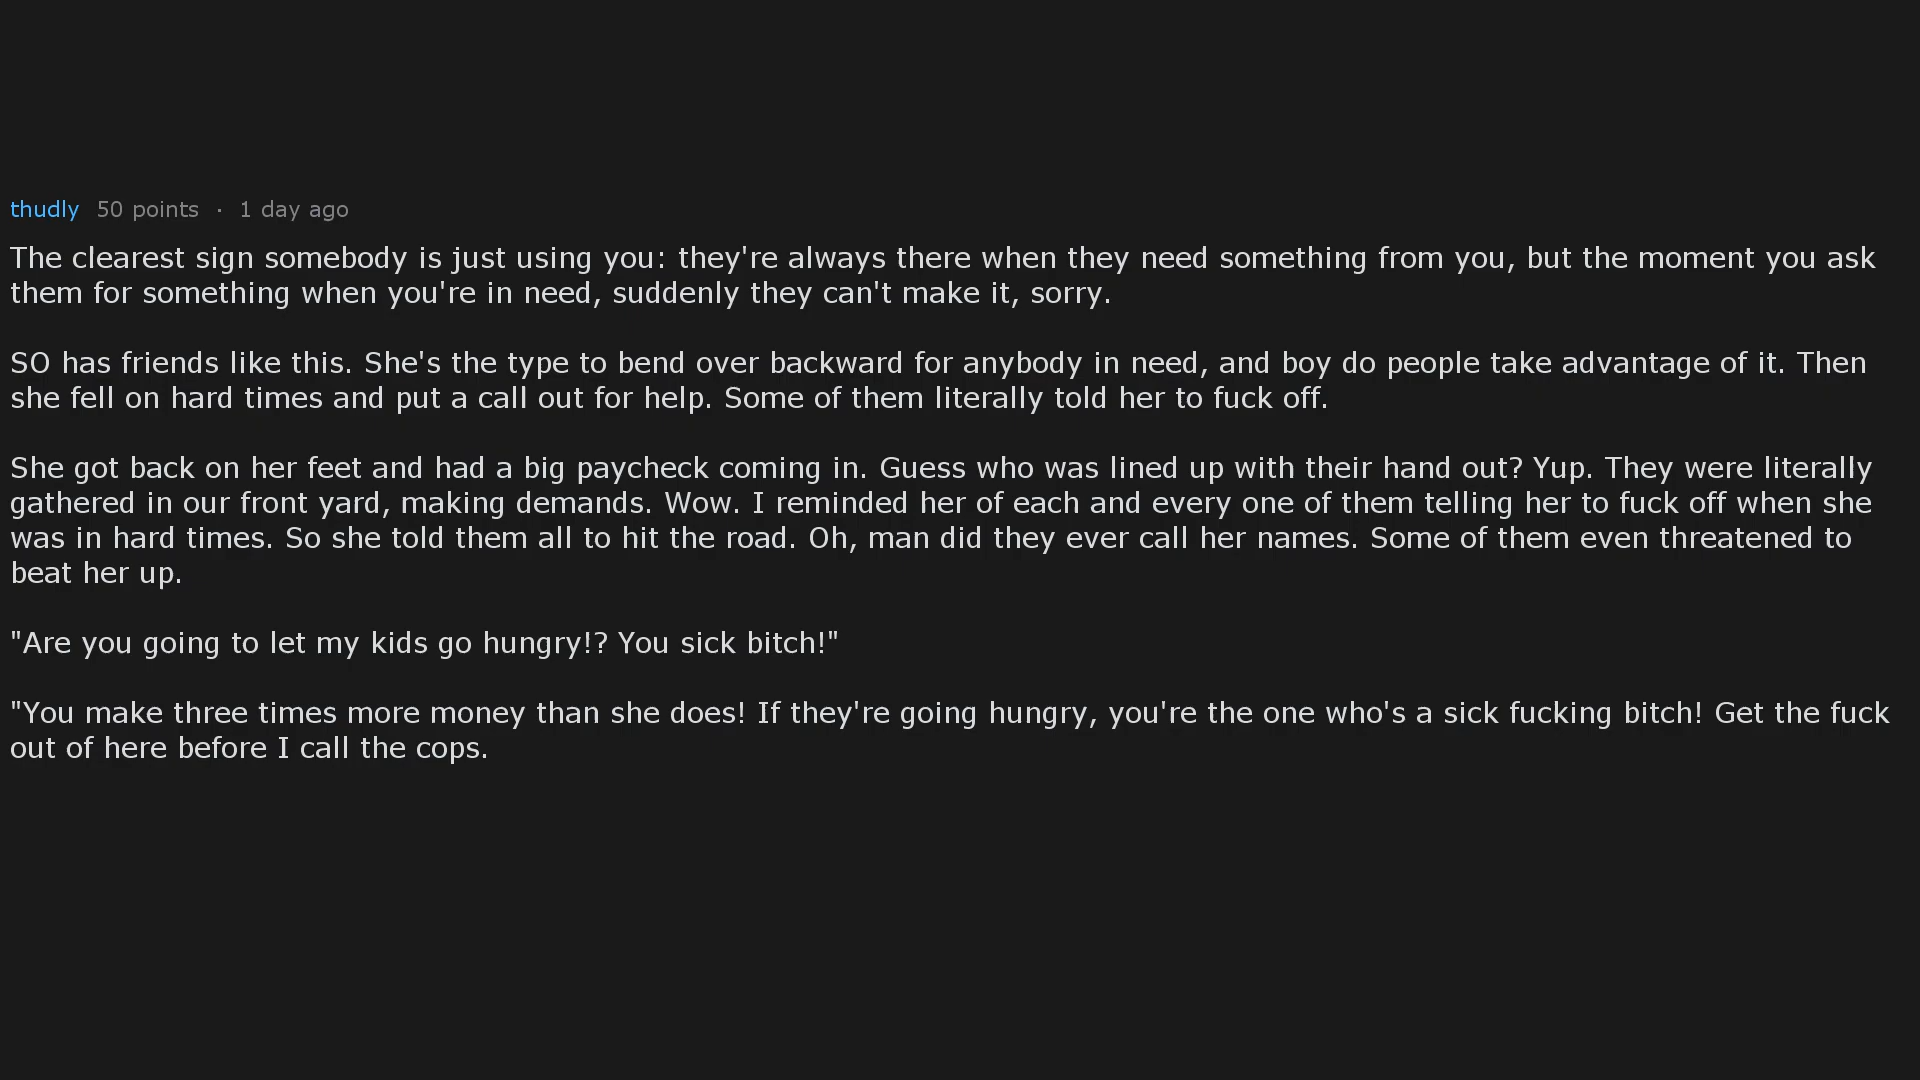 thudly 50 points · 1 day ago
The clearest sign somebody is just using you: they're always there when they need something from you, but the moment you ask
them for something when you're in need, suddenly they can't make it, sorry.
SO has friends like this. She's the type to bend over backward for anybody in need, and boy do people take advantage of it. Then
she fell on hard times and put a call out for help. Some of them literally told her to fuck off.
She got back on her feet and had a big paycheck coming in. Guess who was lined up with their hand out? Yup. They were literally
gathered in our front yard, making demands. Wow. I reminded her of each and every one of them telling her to fuck off when she
was in hard times. So she told them all to hit the road. Oh, man did they ever call her names. Some of them even threatened to
beat her up.
"Are you going to let my kids go hungry!? You sick bitch!"
"You make three times more money than she does! If they're going hungry, you're the one who's a sick fucking bitch! Get the fuck
out of here before I call the cops.